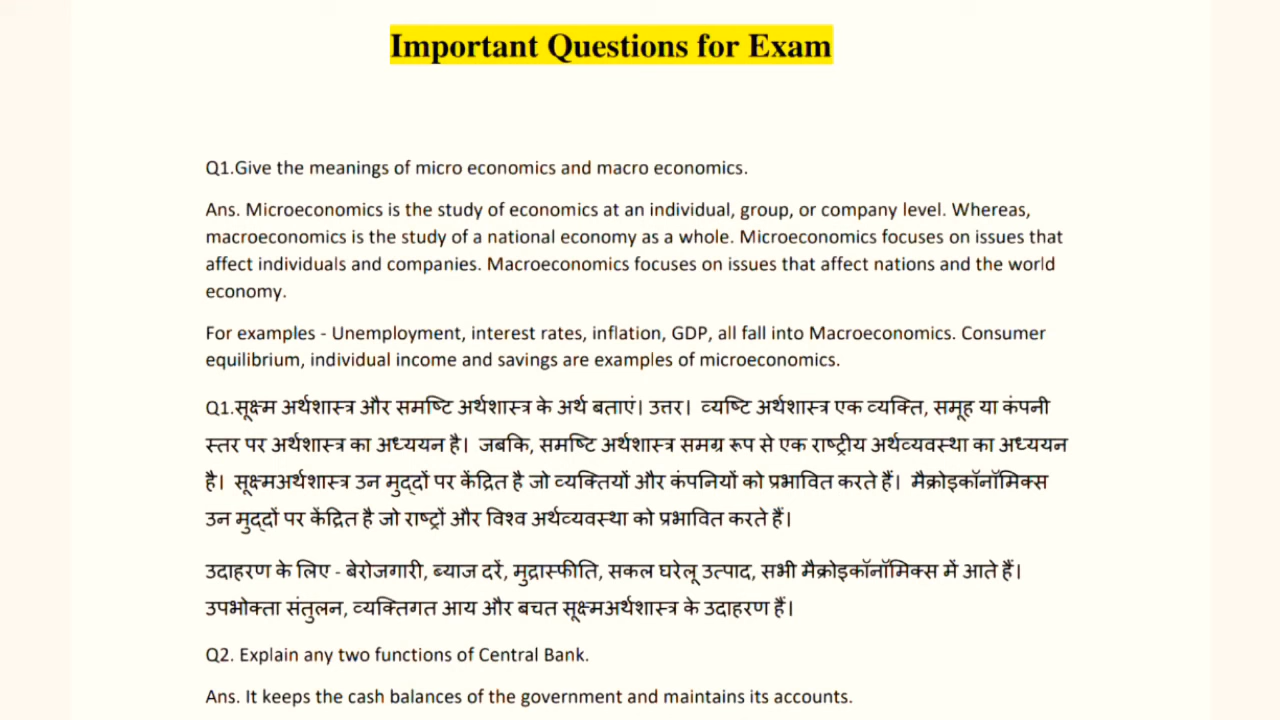 Important Questions for Exam
Q1.Give the meanings of micro economics and macro economics.
Ans. Microeconomics is the study of economics at an individual, group, or company level. Whereas,
macroeconomics is the study of a national economy as a whole. Microeconomics focuses on issues that
affect individuals and companies. Macroeconomics focuses on issues that affect nations and the world
economy.
For examples - Unemployment, interest rates, inflation, GDP, all fall into Macroeconomics. Consumer
equilibrium, individual income and savings are examples of microeconomics.
Q1.सूक्ष्म अर्थशास्त्र और समष्टि अर्थशास्त्र के अर्थ बताएं। उत्तर। व्यष्टि अर्थशास्त्र एक व्यक्ति, समूह या कंपनी
स्तर पर अर्थशास्त्र का अध्ययन है। जबकि, समष्टि अर्थशास्त्र समग्र रूप से एक राष्ट्रीय अर्थव्यवस्था का अध्ययन
है। सूक्ष्मअर्थशास्त्र उन मुद्दों पर केंद्रित है जो व्यक्तियों और कंपनियों को प्रभावित करते हैं। मैक्रोइकॉनॉमिक्स
उन मुद्दों पर केंद्रित है जो राष्ट्रों और विश्व अर्थव्यवस्था को प्रभावित करते हैं।
उदाहरण के लिए - बेरोजगारी, ब्याज दरें, मुद्रास्फीति, सकल घरेलू उत्पाद, सभी मैक्रोइकॉनॉमिक्स में आते हैं।
उपभोक्ता संतुलन, व्यक्तिगत आय और बचत सूक्ष्मअर्थशास्त्र के उदाहरण हैं।
Q2. Explain any two functions of Central Bank.
Ans. It keeps the cash balances of the government and maintains its accounts.